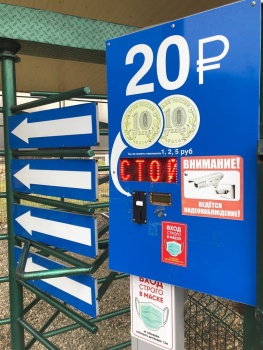 20 ₽
10
10
1, 2, 5 руб
СТОЙ
ВНИМАНИЕ!
ВЕДЁТСЯ
ВИДЕОНАБЛЮДЕНИЕ!
ВХОД
СТРОГО
В МАСКЕ
ВХОД
СТРОГО
В МАСКЕ